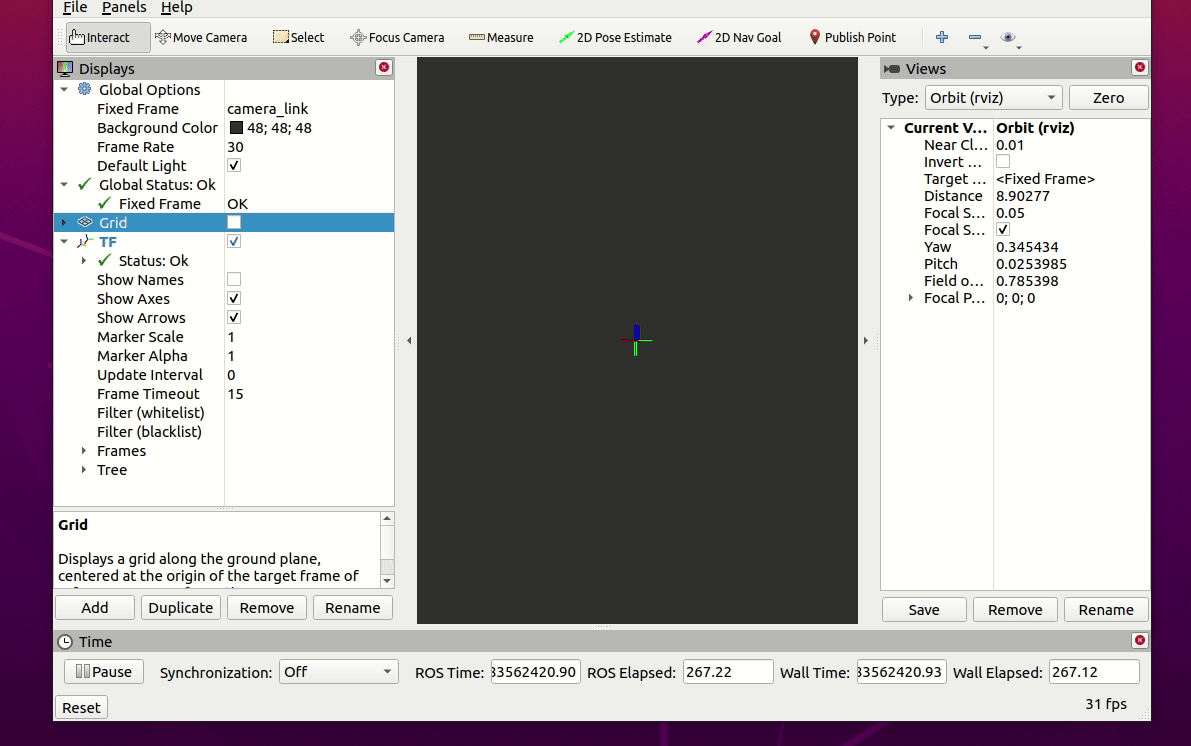 File Panels Help
Interact Move Camera Select Focus Camera Measure 2D Pose Estimate 2D Nav Goal Publish Point
Displays
Global Options
Fixed Frame camera_link
Background Color 48; 48; 48
Frame Rate 30
Default Light
Global Status: Ok
Fixed Frame OK
Grid
TF
Status: Ok
Show Names
Show Axes
Show Arrows
Marker Scale 1
Marker Alpha 1
Update Interval 0
Frame Timeout 15
Filter (whitelist)
Filter (blacklist)
Frames
Tree
Grid
Displays a grid along the ground plane,
centered at the origin of the target frame of
Add Duplicate Remove Rename
Views
Type: Orbit (rviz) Zero
Current V... Orbit (rviz)
Near Cl... 0.01
Invert ...
Target ... <Fixed Frame>
Distance 8.90277
Focal S... 0.05
Focal S...
Yaw 0.345434
Pitch 0.0253985
Field o... 0.785398
Focal P... 0; 0; 0
Save Remove Rename
Time
Pause Synchronization: Off ROS Time: 33562420.90 ROS Elapsed: 267.22 Wall Time: 33562420.93 Wall Elapsed: 267.12
Reset 31 fps